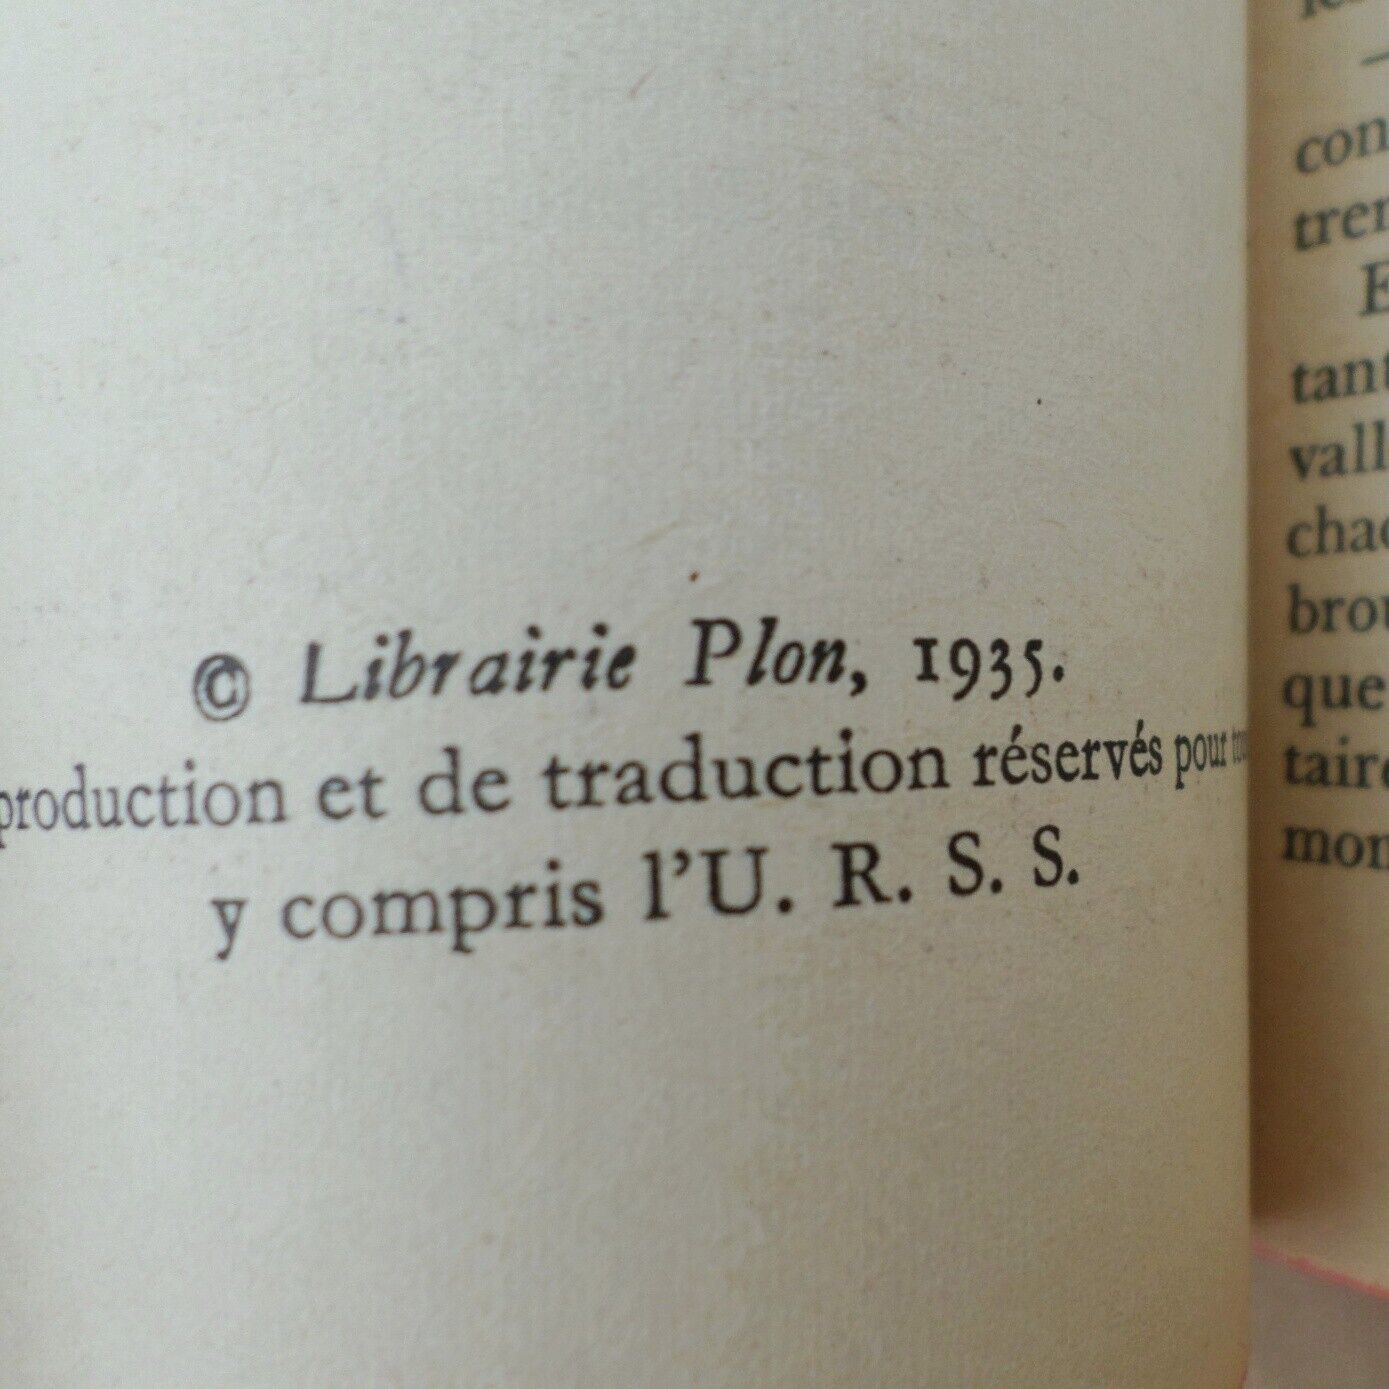 © Librairie Plon, 1935.
production et de traduction réservés pour
y compris l'U. R. S. S.
con
tren
E
tant
vall
chac
brou
que
taire
mon